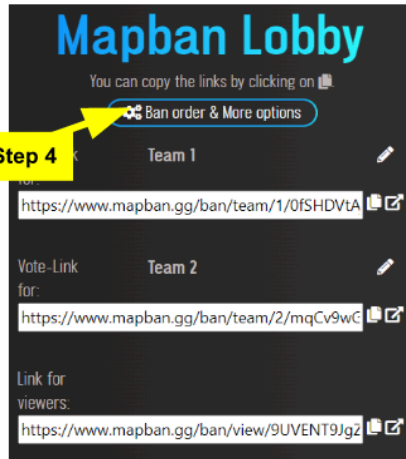 Mapban Lobby
You can copy the links by clicking on
Ban order & More options
Step 4
Team 1
for:
https://www.mapban.gg/ban/team/1/0fSHDVtA
Vote-Link
Team 2
for:
https://www.mapban.gg/ban/team/2/mqCv9wG
Link for
viewers:
https://www.mapban.gg/ban/view/9UVENT9JgZ